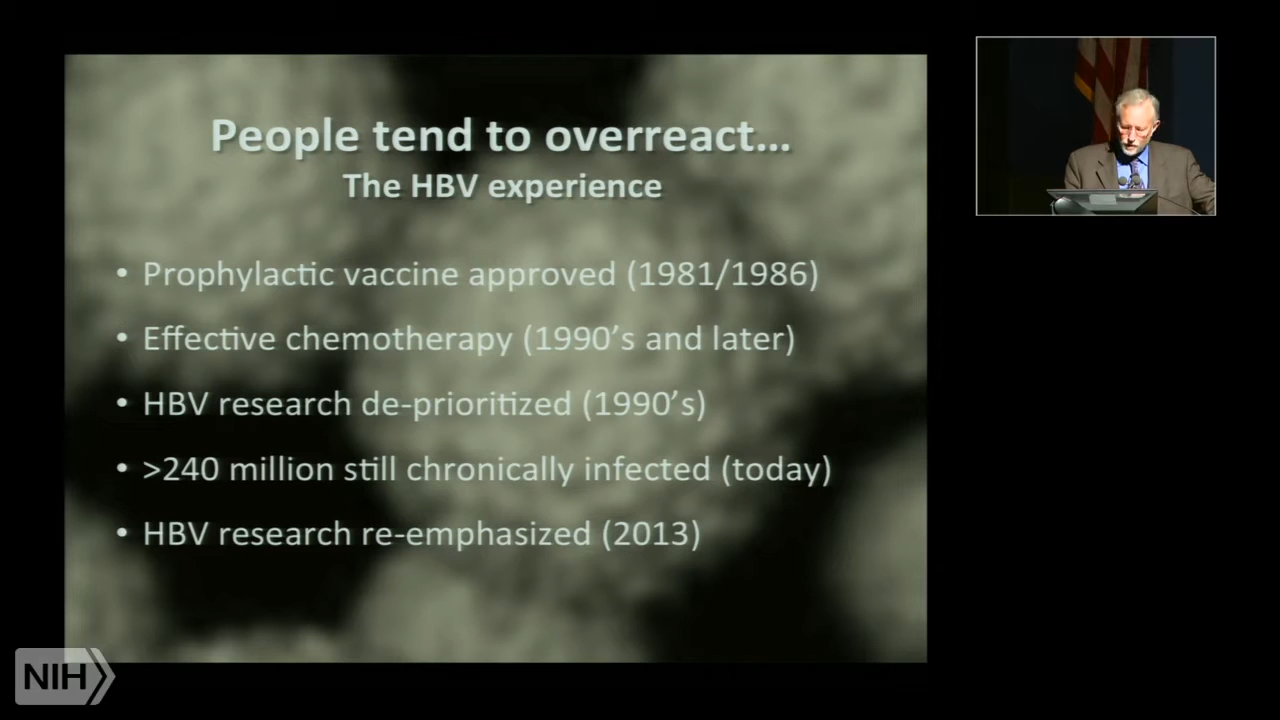 People tend to overreact...
The HBV experience
• Prophylactic vaccine approved (1981/1986)
• Effective chemotherapy (1990’s and later)
• HBV research de-prioritized (1990’s)
• >240 million still chronically infected (today)
• HBV research re-emphasized (2013)
NIH